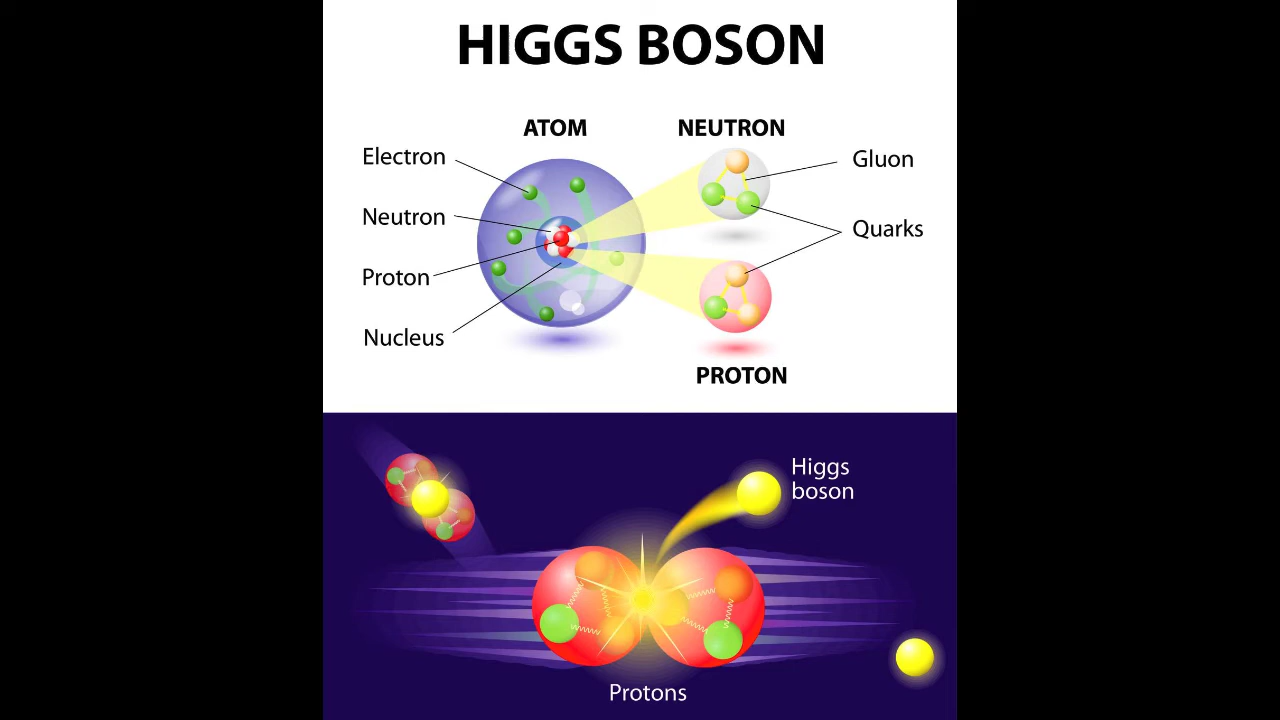 HIGGS BOSON
ATOM
NEUTRON
Electron
Neutron
Proton
Nucleus
Gluon
Quarks
PROTON
Higgs
boson
Protons